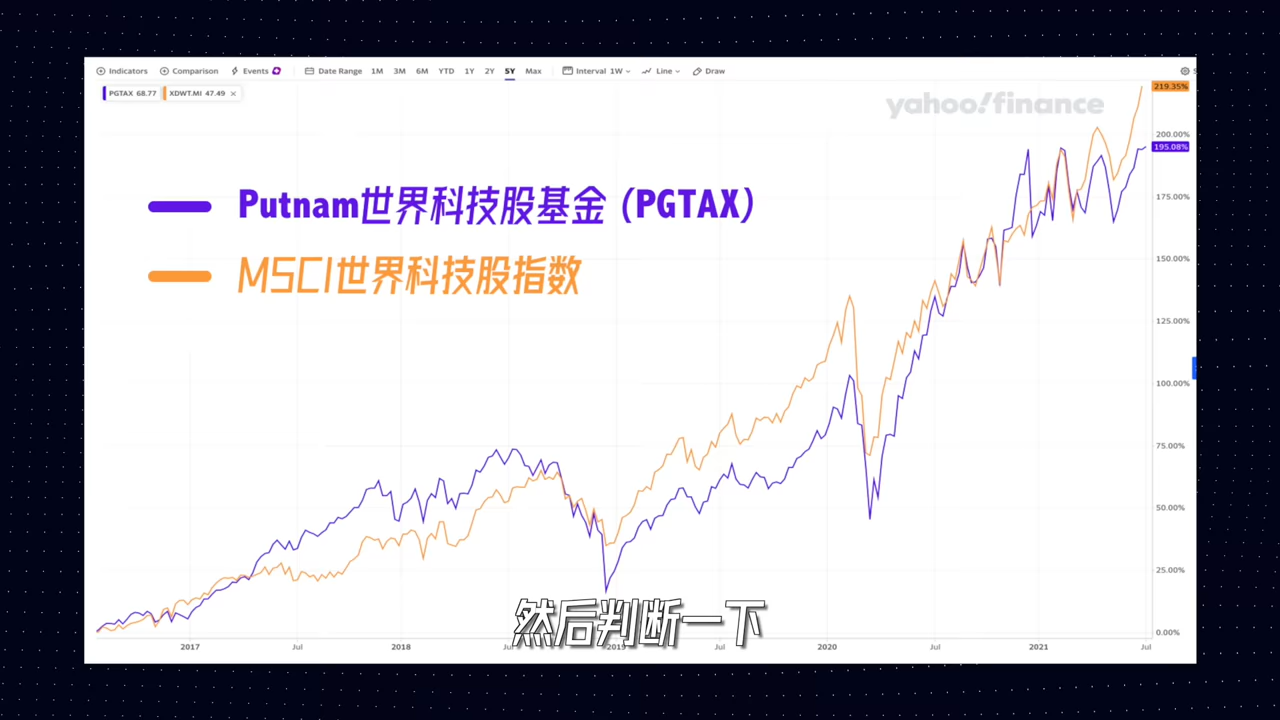 Indicators Comparison Events Date Range 1M 3M 6M YTD 1Y 2Y 5Y Max Interval 1W Line Draw S
PGTAX 68.77 XDWT.MI 47.49 ×
yahoo!finance
Putnam世界科技股基金 (PGTAX)
MSCI世界科技股指数
219.35%
200.00%
195.08%
175.00%
150.00%
125.00%
100.00%
75.00%
50.00%
25.00%
0.00%
然后判断一下
2017 Jul 2018 Jul 2019 Jul 2020 Jul 2021 Jul